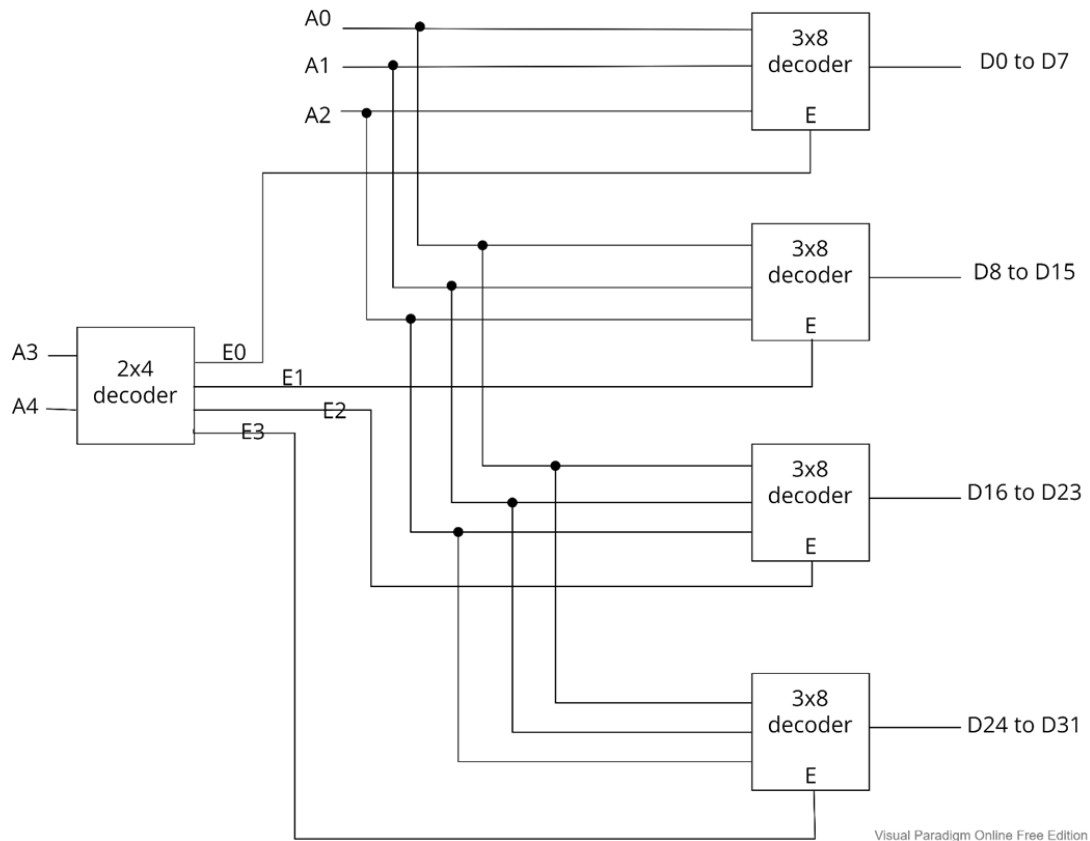 A0
3x8
decoder
D0 to D7
A1
A2
E
3x8
decoder
D8 to D15
E
A3
2x4
decoder
E0
E1
A4
E2
E3
3x8
decoder
D16 to D23
E
3x8
decoder
D24 to D31
E
Visual Paradigm Online Free Edition